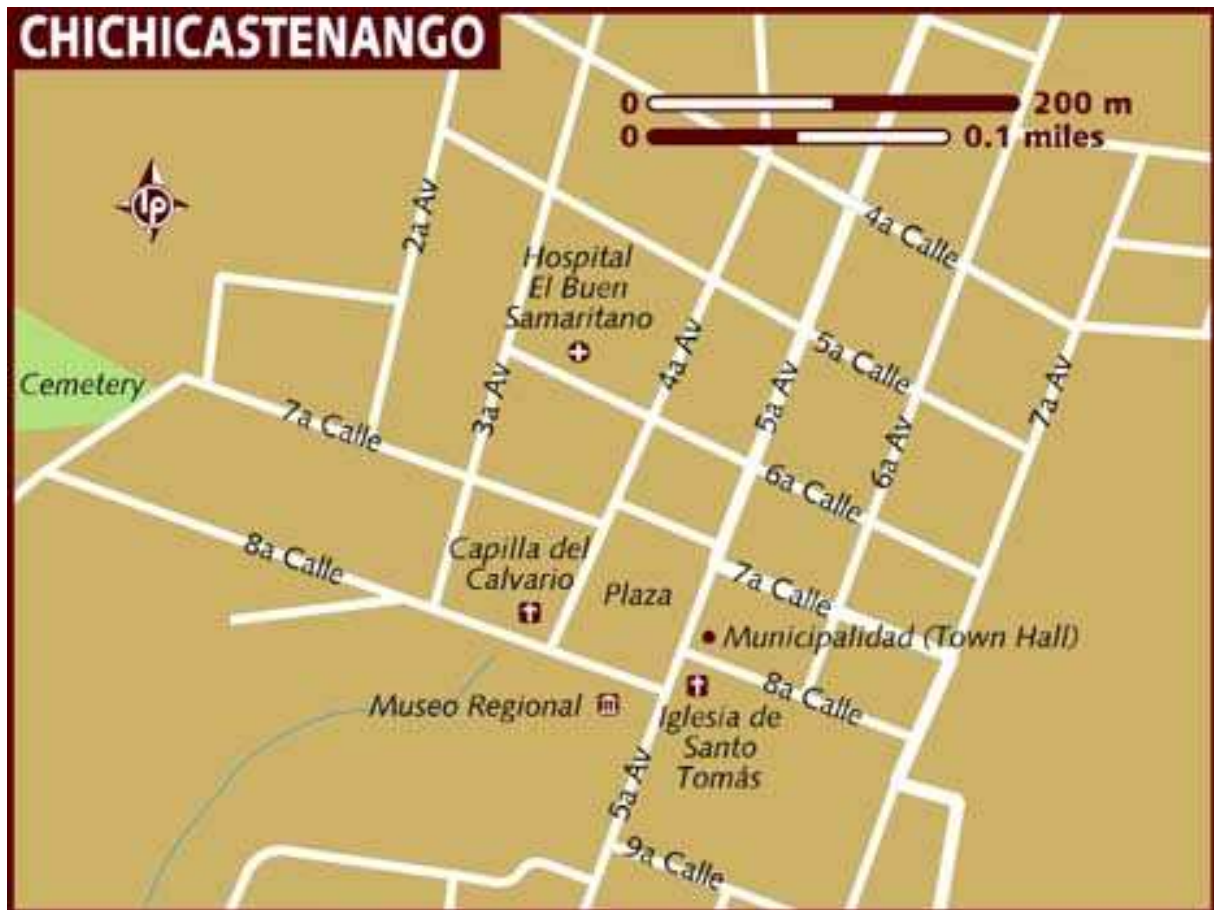 CHICHICASTENANGO
0 200 m
0 0.1 miles
lp
2a Av
4a Calle
Hospital
El Buen
Samaritano
3a Av
4a Av
5a Av
5a Calle
6a Av
7a Av
Cemetery
7a Calle
6a Calle
8a Calle
Capilla del
Calvario
Plaza
7a Calle
Municipalidad (Town Hall)
8a Calle
Museo Regional
m
Iglesia de
Santo
Tomás
5a Av
9a Calle